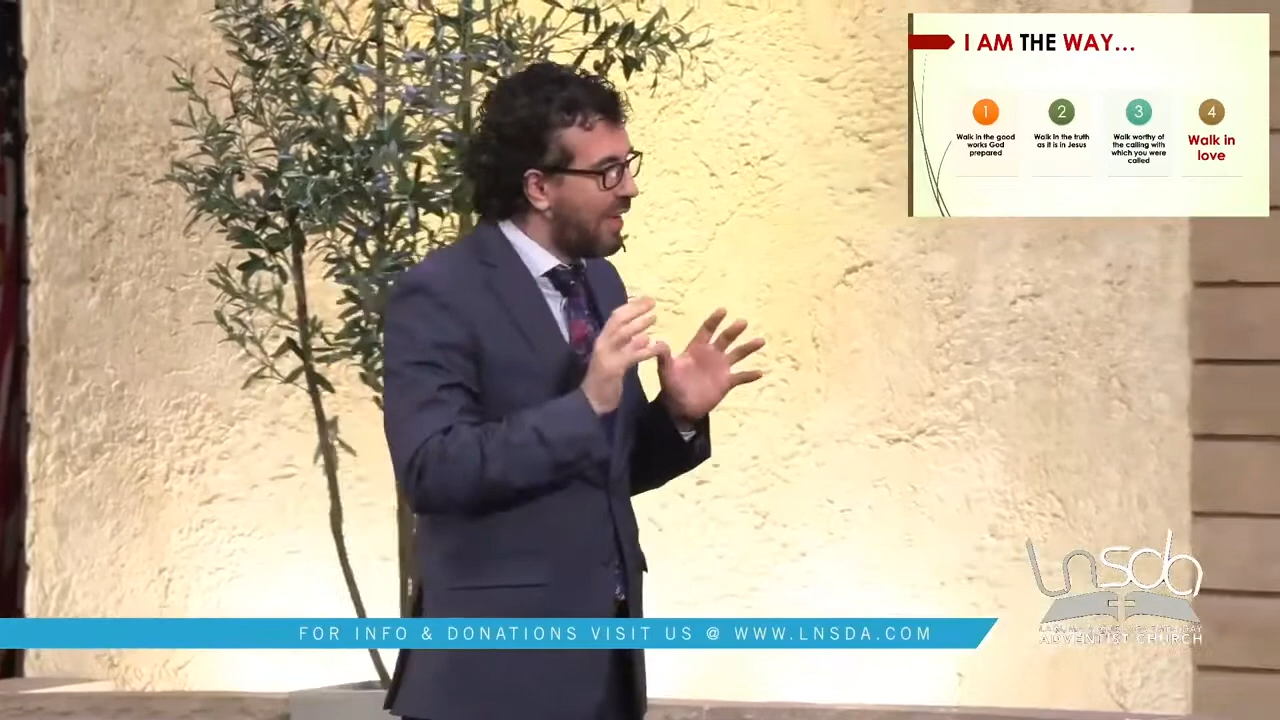 I AM THE WAY...
1
Walk in the good
works God
prepared
2
Walk in the truth
as it is in Jesus
3
Walk worthy of
the calling with
which you were
called
4
Walk in
love
FOR INFO & DONATIONS VISIT US @ WWW.LNSDA.COM
lnsda
ADVENTIST CHURCH